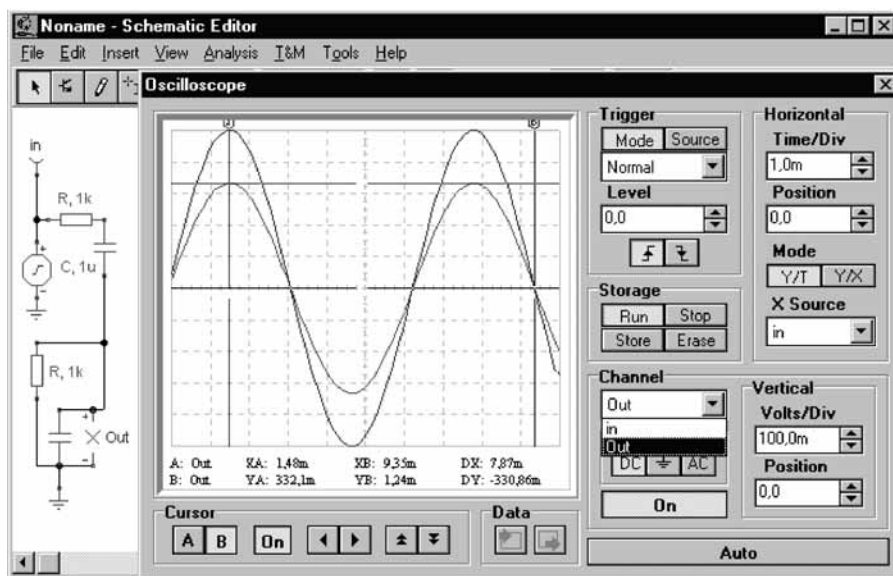 Noname - Schematic Editor
File Edit Insert View Analysis T&M Tools Help
Oscilloscope
in
R, 1k
C, 1u
R, 1k
Out
A: Out XA: 1,48m XB: 9,35m DX: 7,87m
B: Out YA: 332,1m YB: 1,24m DY: -330,86m
Cursor
A B On
Data
Trigger
Mode Source
Normal
Level
0,0
Storage
Run Stop
Store Erase
Channel
Out
in
Out
DC AC
On
Horizontal
Time/Div
1,0m
Position
0,0
Mode
Y/T Y/X
X Source
in
Vertical
Volts/Div
100,0m
Position
0,0
Auto